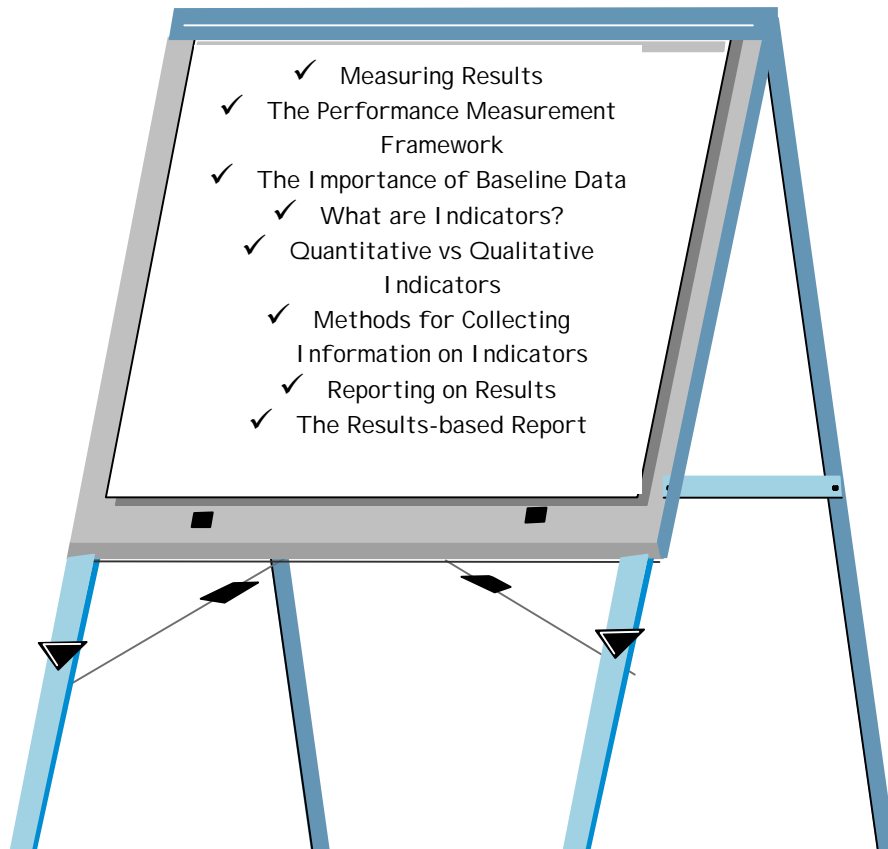 ✓ Measuring Results
✓ The Performance Measurement
Framework
✓ The Importance of Baseline Data
✓ What are Indicators?
✓ Quantitative vs Qualitative
Indicators
✓ Methods for Collecting
Information on Indicators
✓ Reporting on Results
✓ The Results-based Report